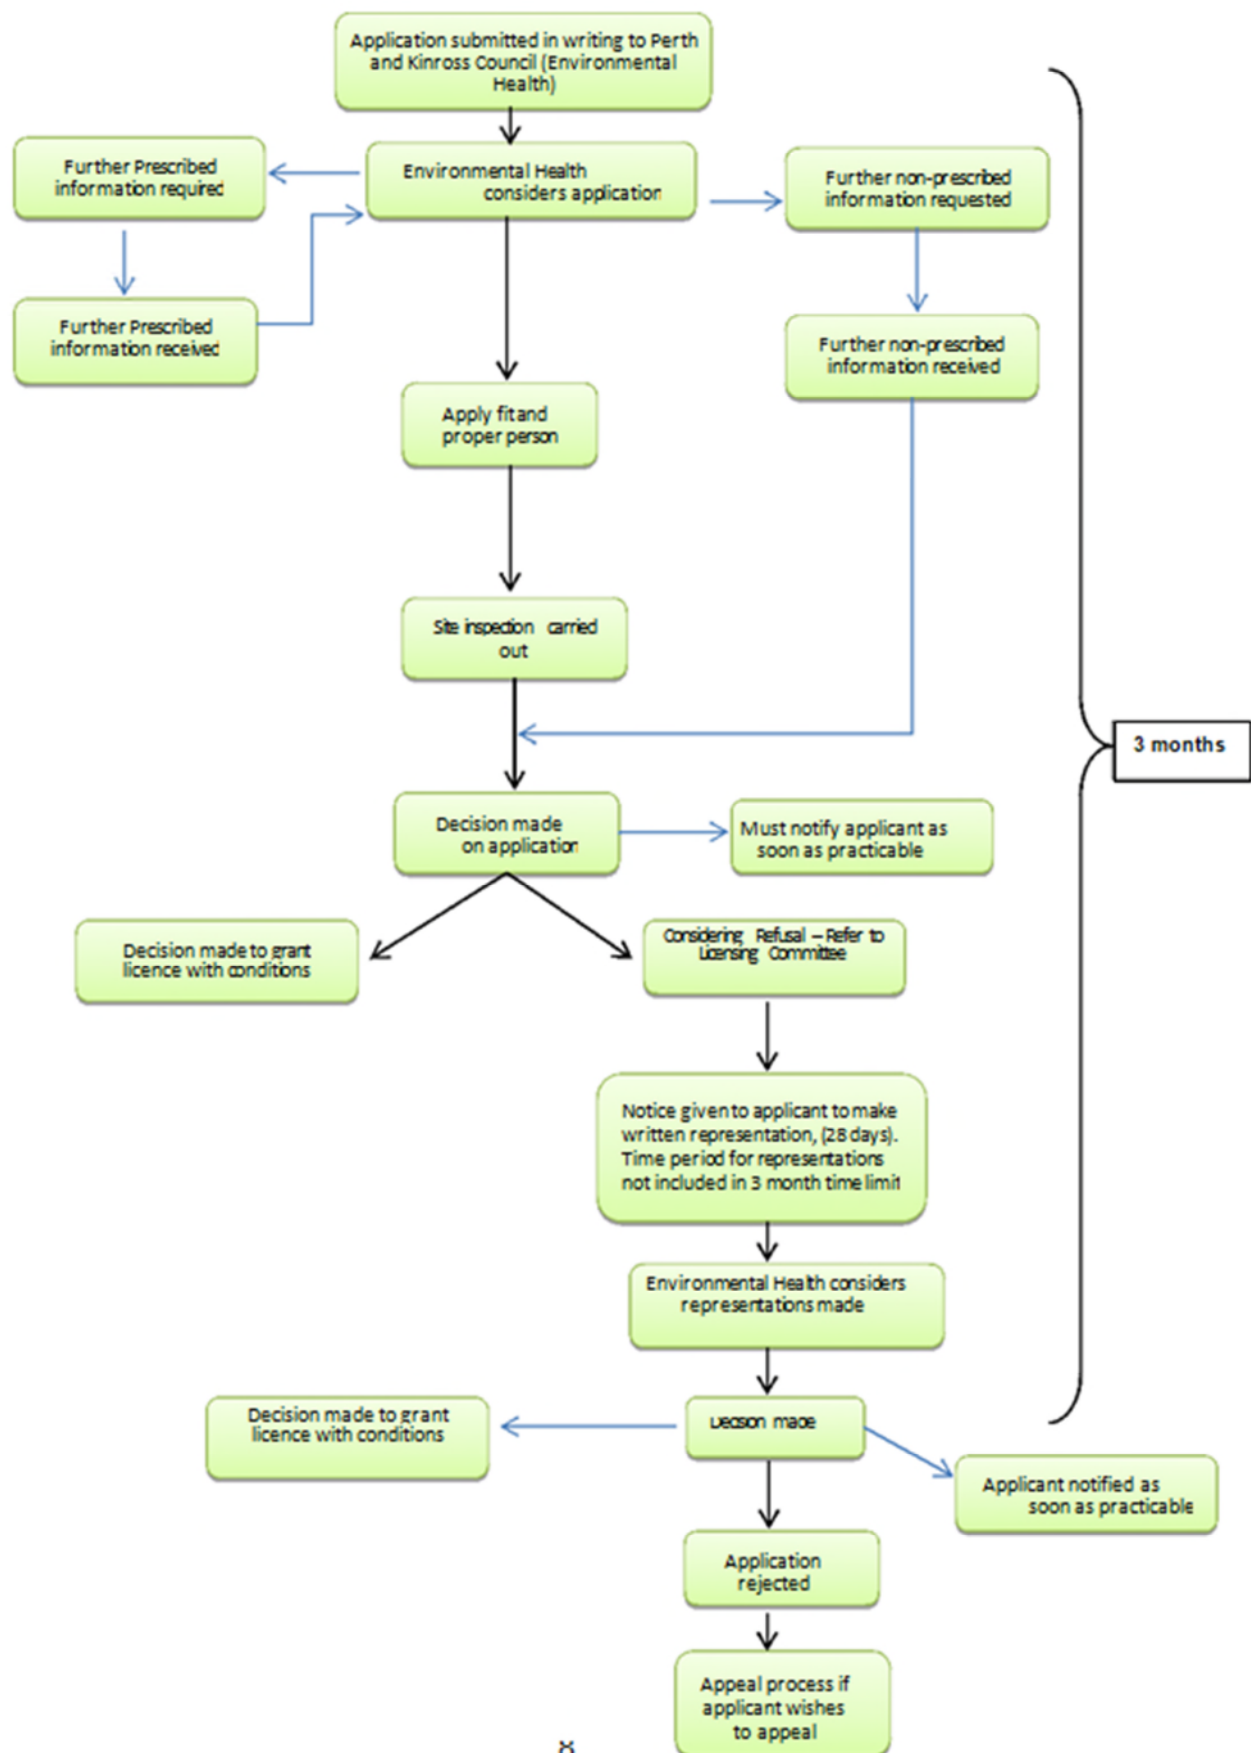 Application submitted in writing to Perth
and Kinross Council (Environmental
Health)
Further Prescribed
information required
Environmental Health
considers application
Further non-prescribed
information requested
Further Prescribed
information received
Further non-prescribed
information received
Apply fit and
proper person
Site inspection carried
out
3 months
Decision made
on application
Must notify applicant as
soon as practicable
Decision made to grant
licence with conditions
Considering Refusal – Refer to
Licensing Committee
Notice given to applicant to make
written representation, (28 days).
Time period for representations
not included in 3 month time limit
Environmental Health considers
representations made
Decision made to grant
licence with conditions
Decision made
Applicant notified as
soon as practicable
Application
rejected
Appeal process if
applicant wishes
to appeal